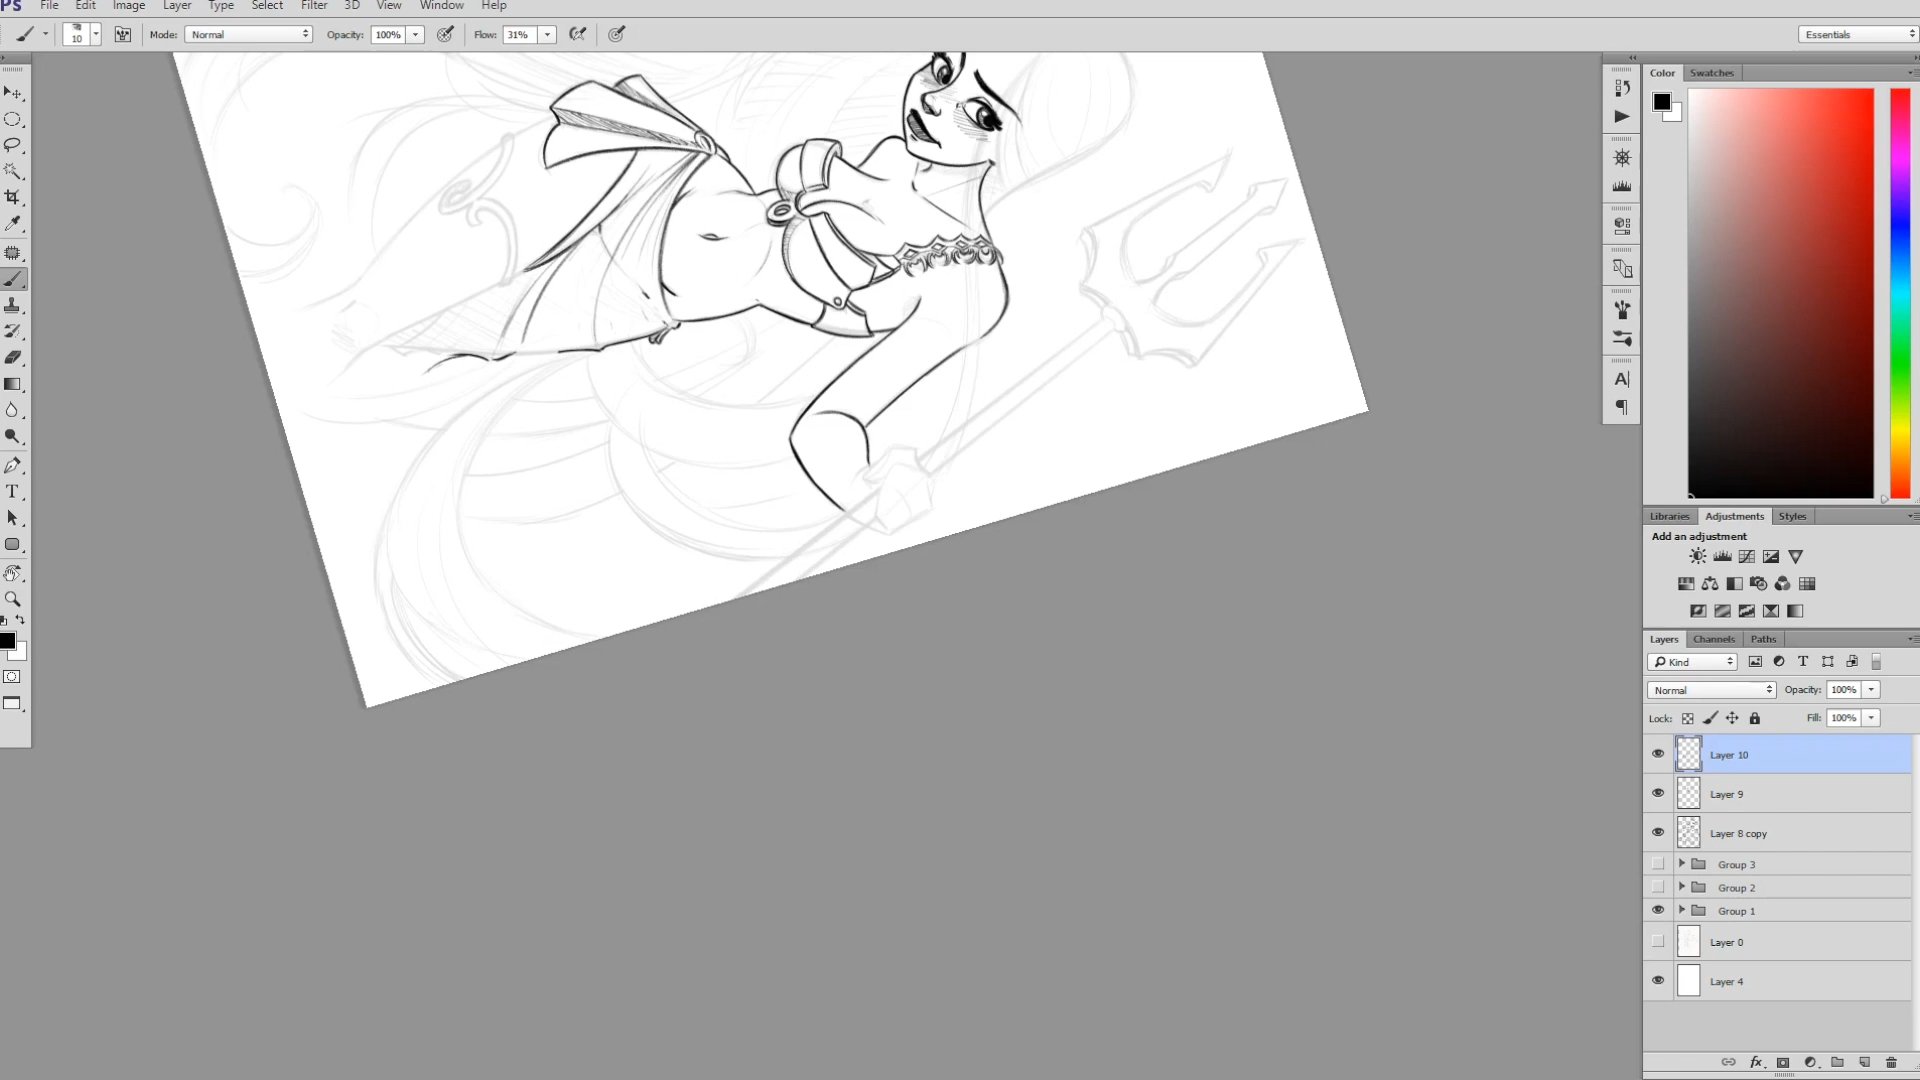 Ps File Edit Image Layer Type Select Filter 3D View Window Help
10 Mode: Normal Opacity: 100% Flow: 31% Essentials
Color Swatches
Libraries Adjustments Styles
Add an adjustment
Layers Channels Paths
Kind
Normal Opacity: 100%
Lock: Fill: 100%
Layer 10
Layer 9
Layer 8 copy
Group 3
Group 2
Group 1
Layer 0
Layer 4